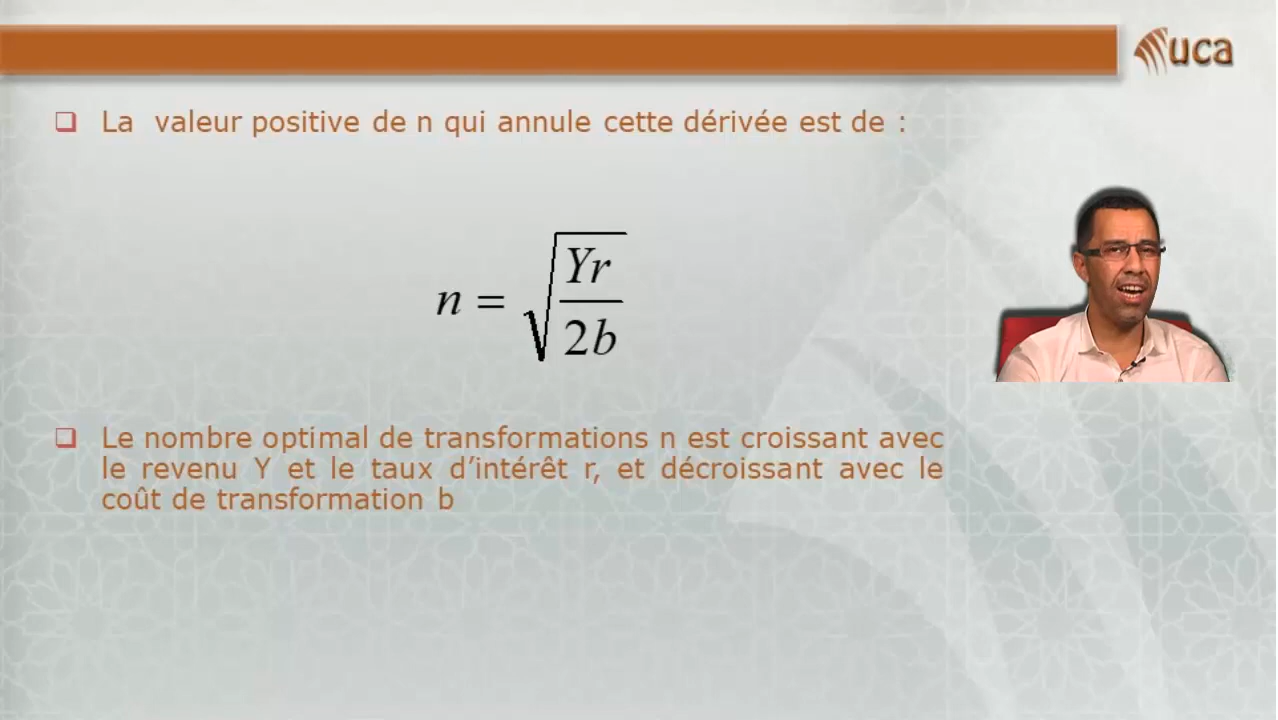 uca
La valeur positive de n qui annule cette dérivée est de :
n = √(Yr / 2b)
Le nombre optimal de transformations n est croissant avec
le revenu Y et le taux d’intérêt r, et décroissant avec le
coût de transformation b